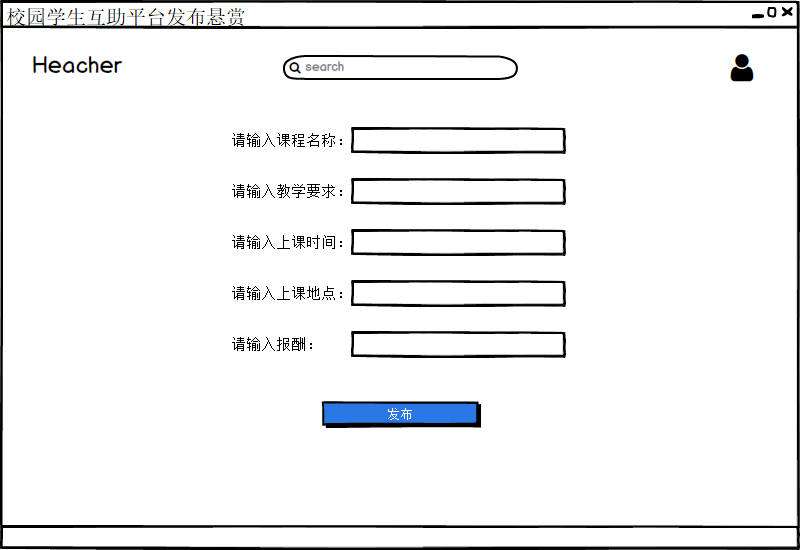 校园学生互助平台发布悬赏
Heacher
search
请输入课程名称：
请输入教学要求：
请输入上课时间：
请输入上课地点：
请输入报酬：
发布